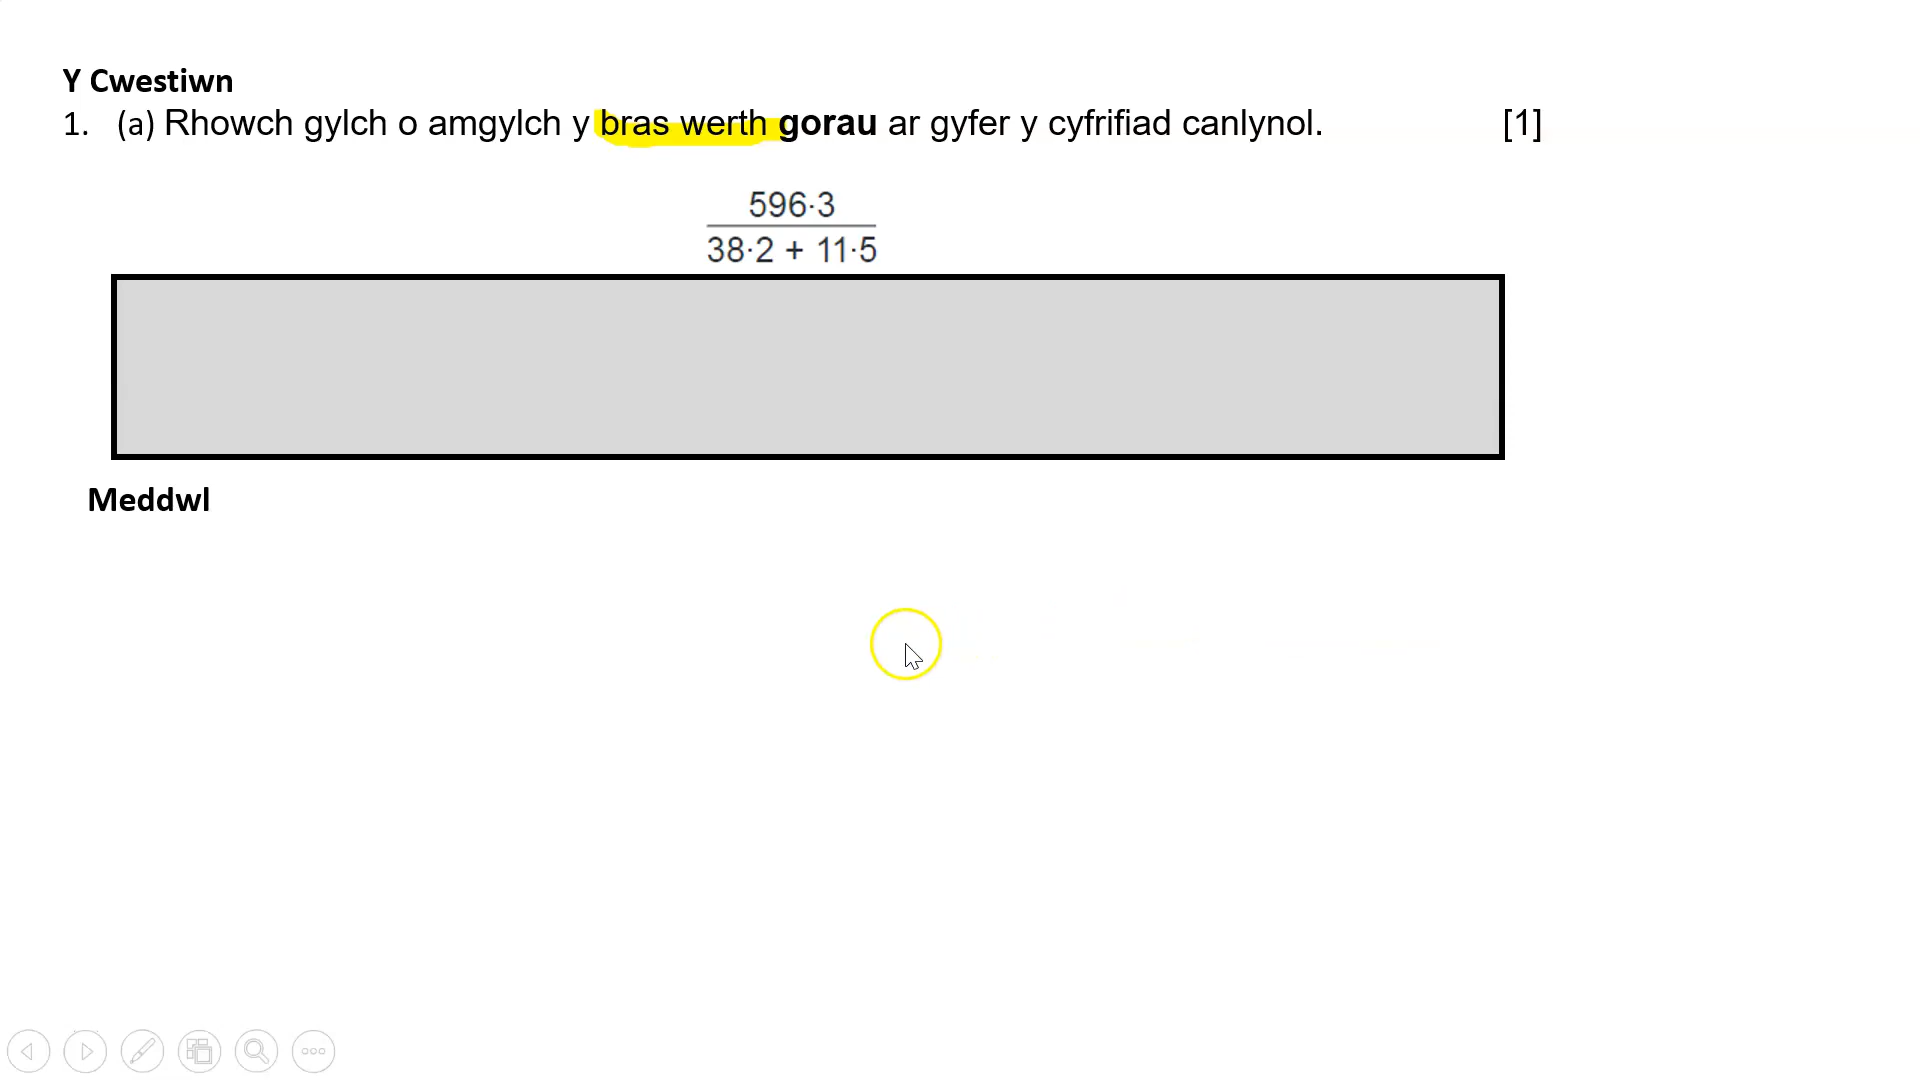 Y Cwestiwn
1. (a) Rhowch gylch o amgylch y bras werth gorau ar gyfer y cyfrifiad canlynol. [1]
596·3
38·2 + 11·5
Meddwl